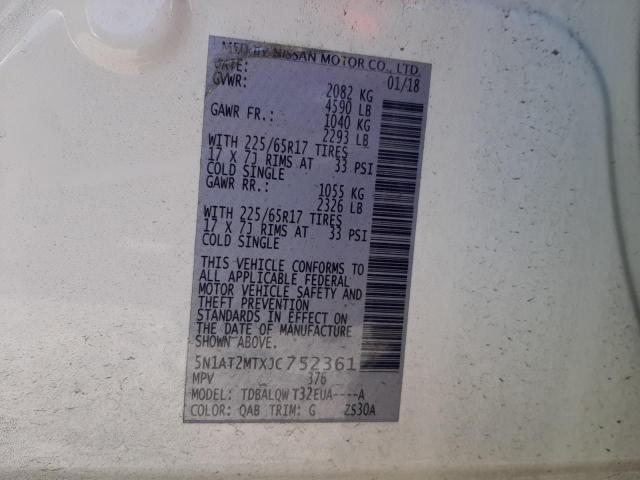 MFD BY NISSAN MOTOR CO., LTD.
DATE: 01/18
GVWR: 2082 KG
4590 LB
GAWR FR.: 1040 KG
2293 LB
WITH 225/65R17 TIRES
17 X 7J RIMS AT 33 PSI
COLD SINGLE
GAWR RR.: 1055 KG
2326 LB
WITH 225/65R17 TIRES
17 X 7J RIMS AT 33 PSI
COLD SINGLE
THIS VEHICLE CONFORMS TO
ALL APPLICABLE FEDERAL
MOTOR VEHICLE SAFETY AND
THEFT PREVENTION
STANDARDS IN EFFECT ON
THE DATE OF MANUFACTURE
SHOWN ABOVE.
5N1AT2MTXJC752361
MPV 376
MODEL: TDBALQWT32EUA----A
COLOR: QAB TRIM: G ZS30A